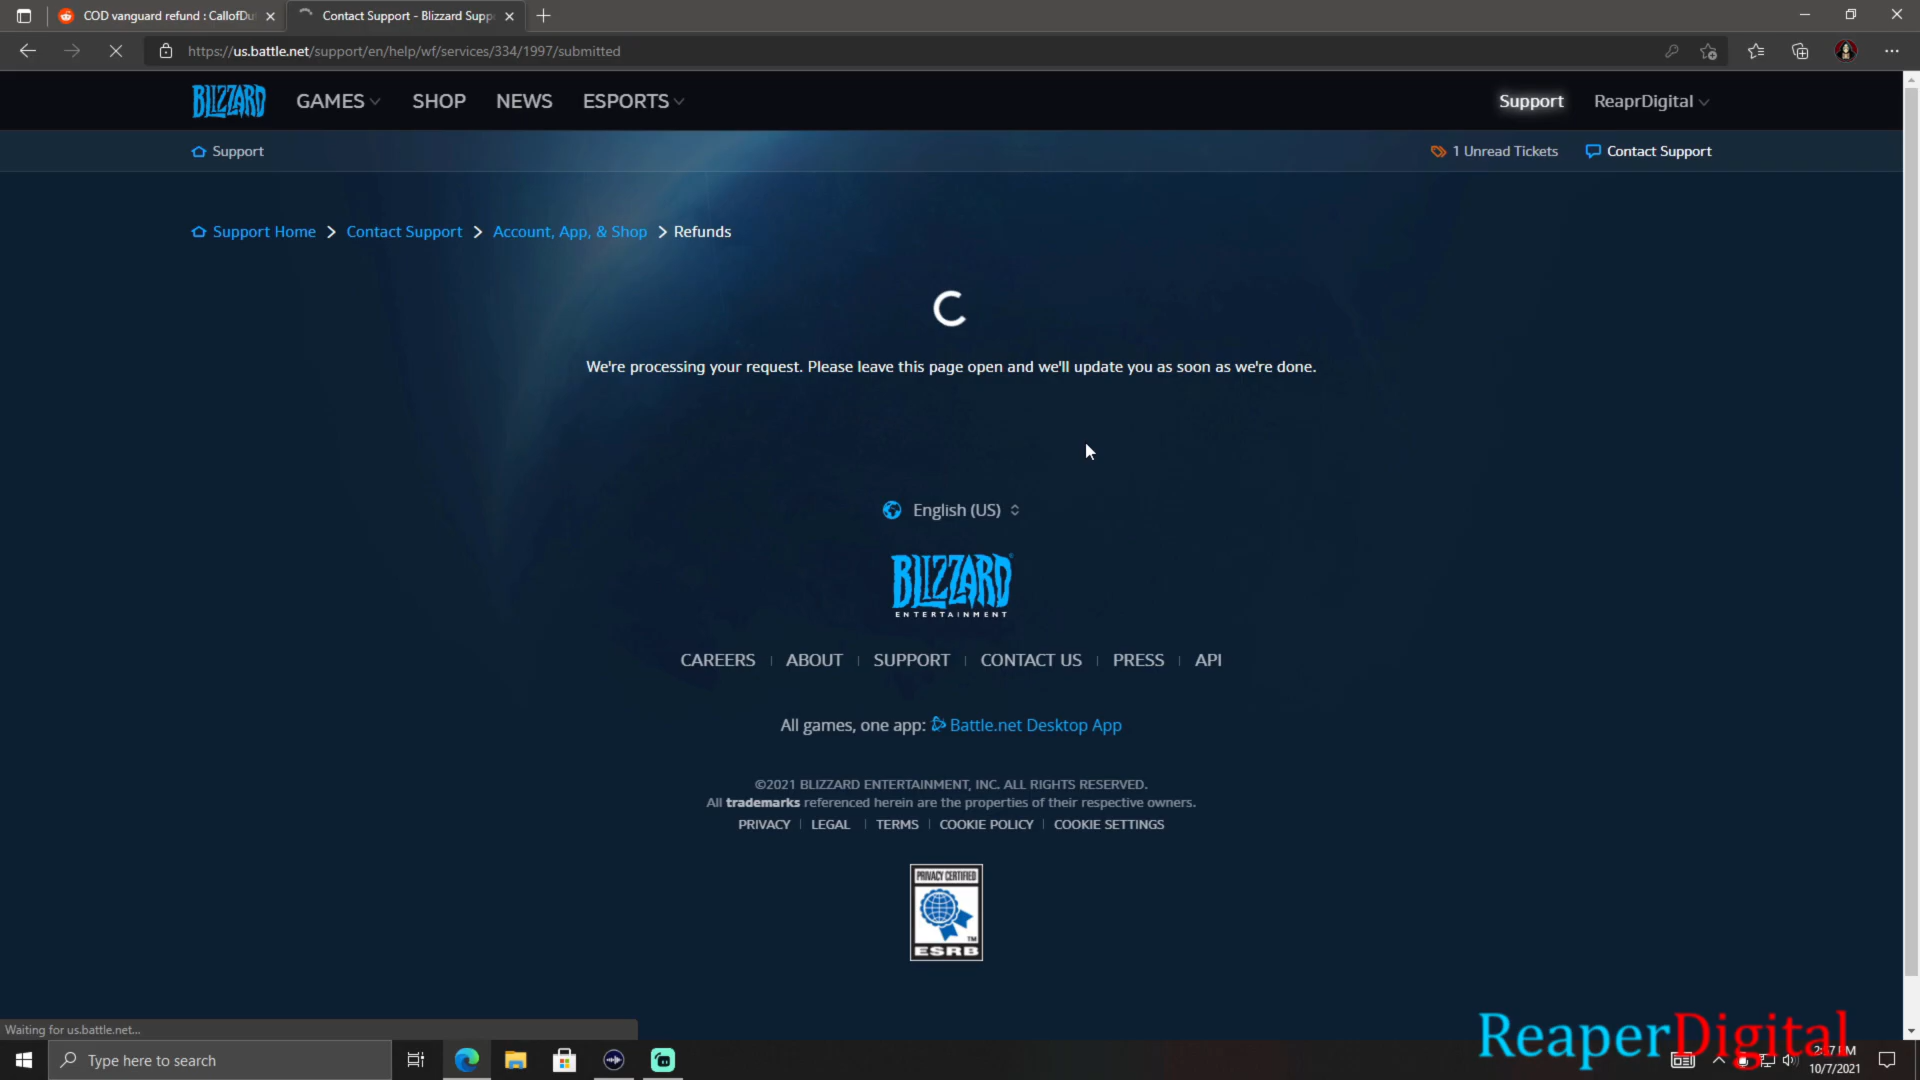 COD vanguard refund : CallofDut
Contact Support - Blizzard Supp
https://us.battle.net/support/en/help/wf/services/334/1997/submitted
BLIZZARD
GAMES
SHOP
NEWS
ESPORTS
Support
ReaprDigital
Support
1 Unread Tickets
Contact Support
Support Home
Contact Support
Account, App, & Shop
Refunds
We're processing your request. Please leave this page open and we'll update you as soon as we're done.
English (US)
BLIZZARD
ENTERTAINMENT
CAREERS
ABOUT
SUPPORT
CONTACT US
PRESS
API
All games, one app: Battle.net Desktop App
©2021 BLIZZARD ENTERTAINMENT, INC. ALL RIGHTS RESERVED.
All trademarks referenced herein are the properties of their respective owners.
PRIVACY
LEGAL
TERMS
COOKIE POLICY
COOKIE SETTINGS
PRIVACY CERTIFIED
TM
ESRB
Waiting for us.battle.net...
ReaperDigital
Type here to search
10/7/2021